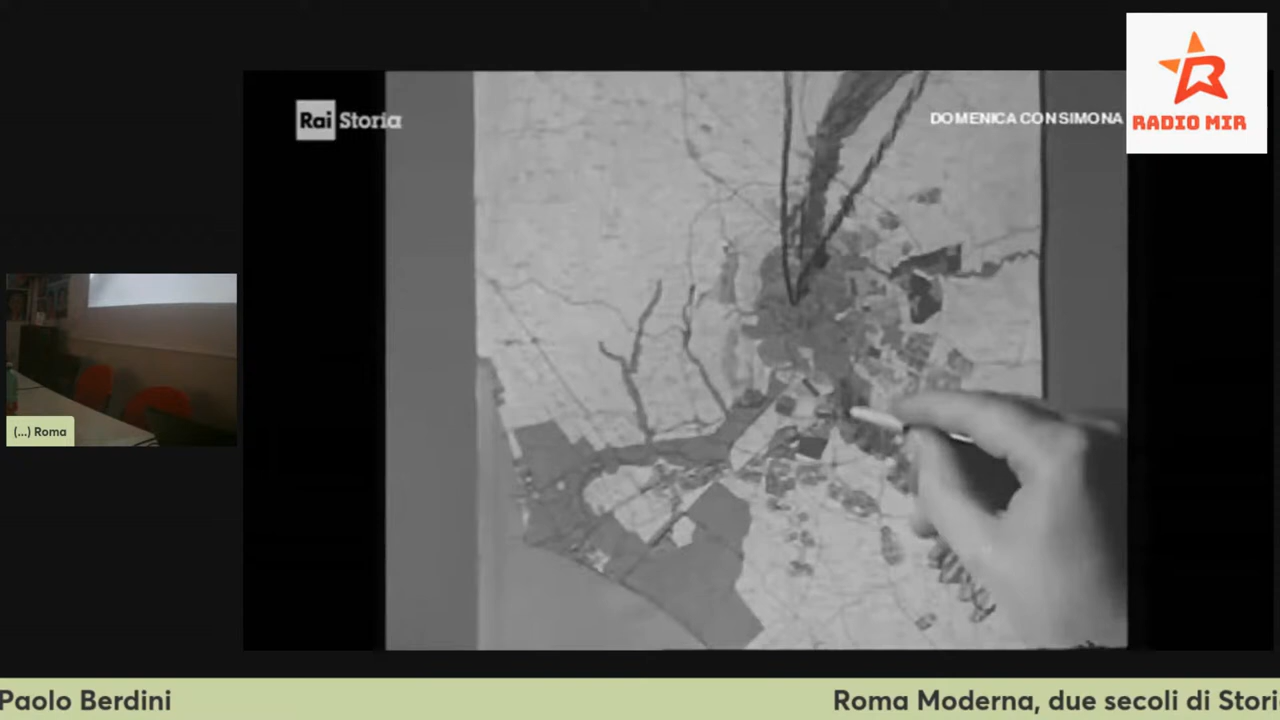 Rai Storia
DOMENICA CON SIMONA
RADIO MIR
(...) Roma
Paolo Berdini
Roma Moderna, due secoli di Stori